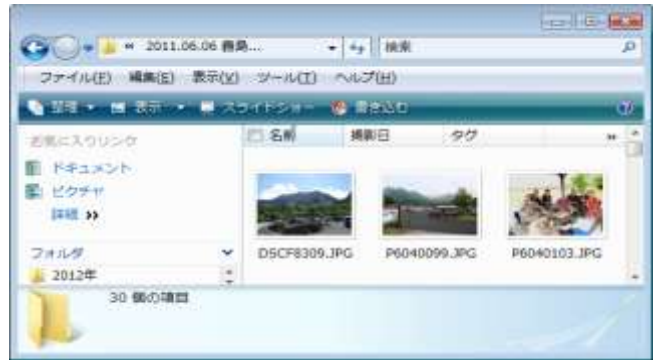 2011.06.06 霧島... 検索
ファイル(F) 編集(E) 表示(V) ツール(T) ヘルプ(H)
整理 表示 スライドショー 書き込む
お気に入りリンク
名前 撮影日 タグ
ドキュメント
ピクチャ
詳細
フォルダ
DSCF8309.JPG P6040099.JPG P6040103.JPG
2012年
30 個の項目